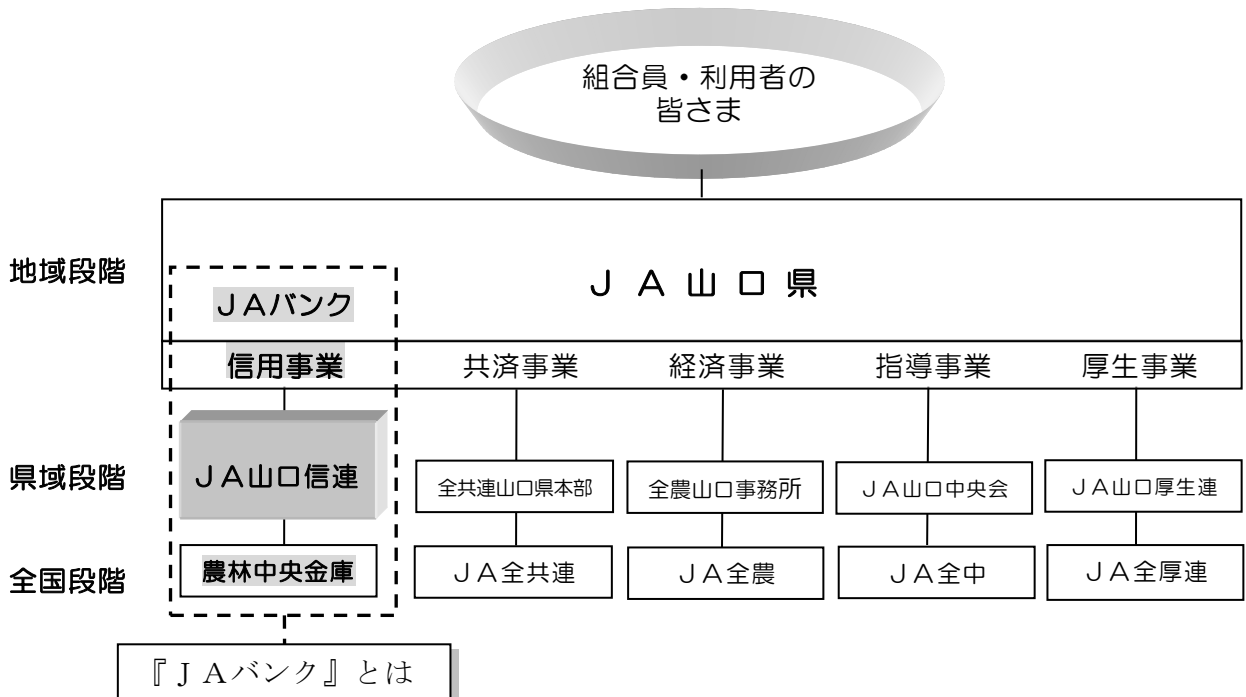 組合員・利用者の
皆さま
地域段階
ＪＡ山口県
ＪＡバンク
信用事業
共済事業
経済事業
指導事業
厚生事業
県域段階
ＪＡ山口信連
全共連山口県本部
全農山口事務所
ＪＡ山口中央会
ＪＡ山口厚生連
全国段階
農林中央金庫
ＪＡ全共連
ＪＡ全農
ＪＡ全中
ＪＡ全厚連
『ＪＡバンク』とは